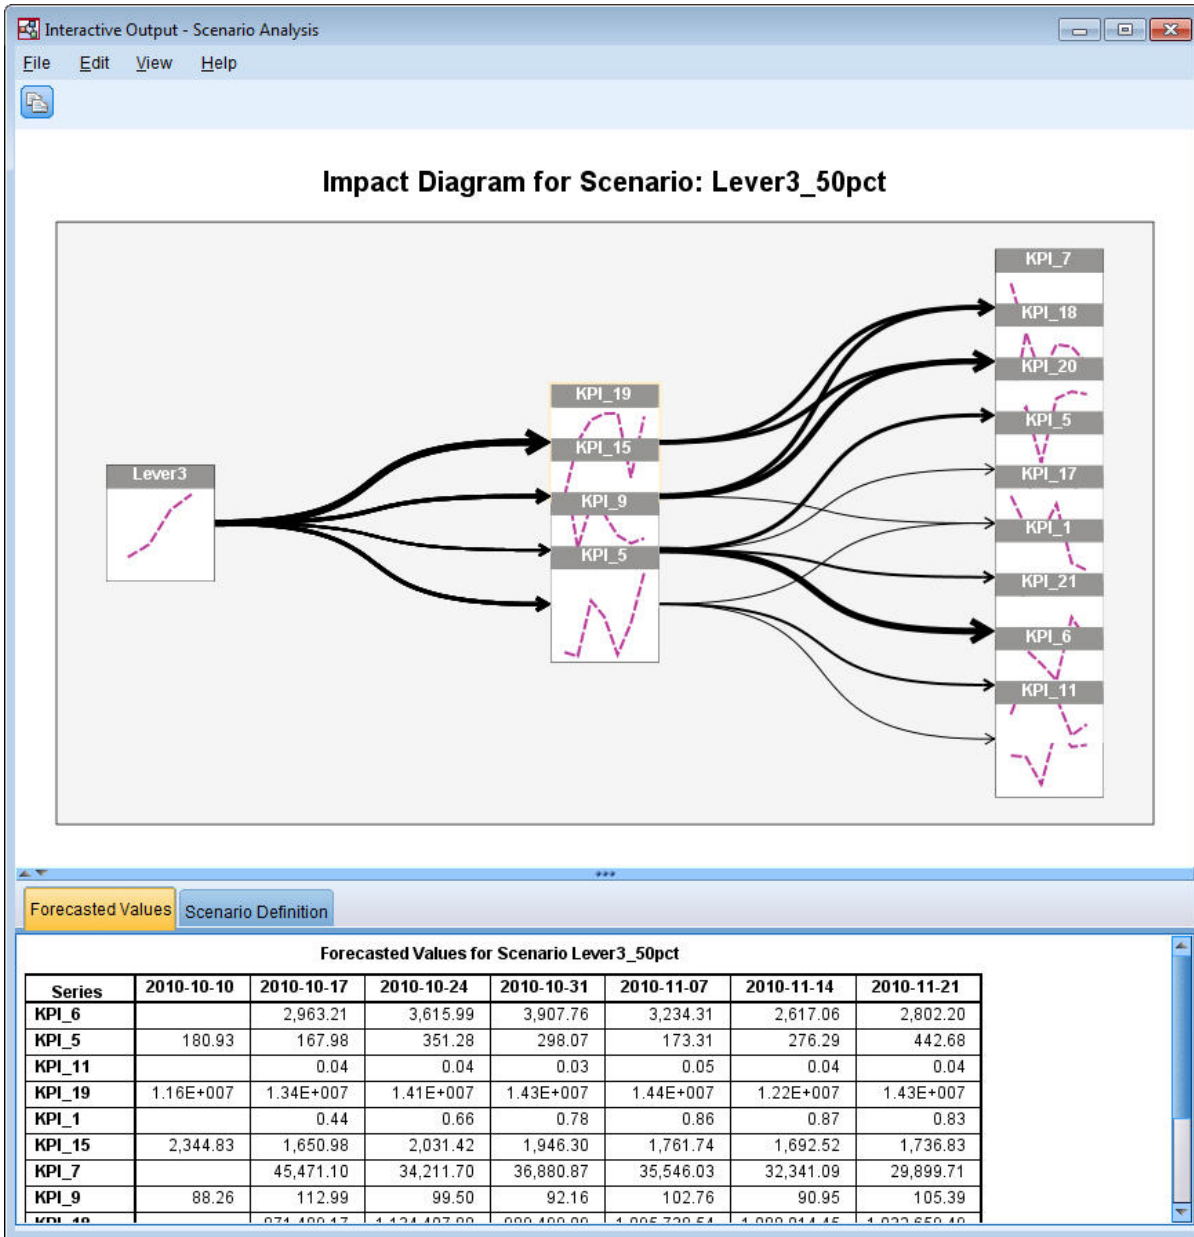 Interactive Output - Scenario Analysis
File Edit View Help
Impact Diagram for Scenario: Lever3_50pct
KPI_7
KPI_18
KPI_20
KPI_19
KPI_5
KPI_15
Lever3
KPI_17
KPI_9
KPI_1
KPI_5
KPI_21
KPI_6
KPI_11
Forecasted Values Scenario Definition
Forecasted Values for Scenario Lever3_50pct
Series 2010-10-10 2010-10-17 2010-10-24 2010-10-31 2010-11-07 2010-11-14 2010-11-21
KPI_6 2,963.21 3,615.99 3,907.76 3,234.31 2,617.06 2,802.20
KPI_5 180.93 167.98 351.28 298.07 173.31 276.29 442.68
KPI_11 0.04 0.04 0.03 0.05 0.04 0.04
KPI_19 1.16E+007 1.34E+007 1.41E+007 1.43E+007 1.44E+007 1.22E+007 1.43E+007
KPI_1 0.44 0.66 0.78 0.86 0.87 0.83
KPI_15 2,344.83 1,650.98 2,031.42 1,946.30 1,761.74 1,692.52 1,736.83
KPI_7 45,471.10 34,211.70 36,880.87 35,546.03 32,341.09 29,899.71
KPI_9 88.26 112.99 99.50 92.16 102.76 90.95 105.39
KPI_18